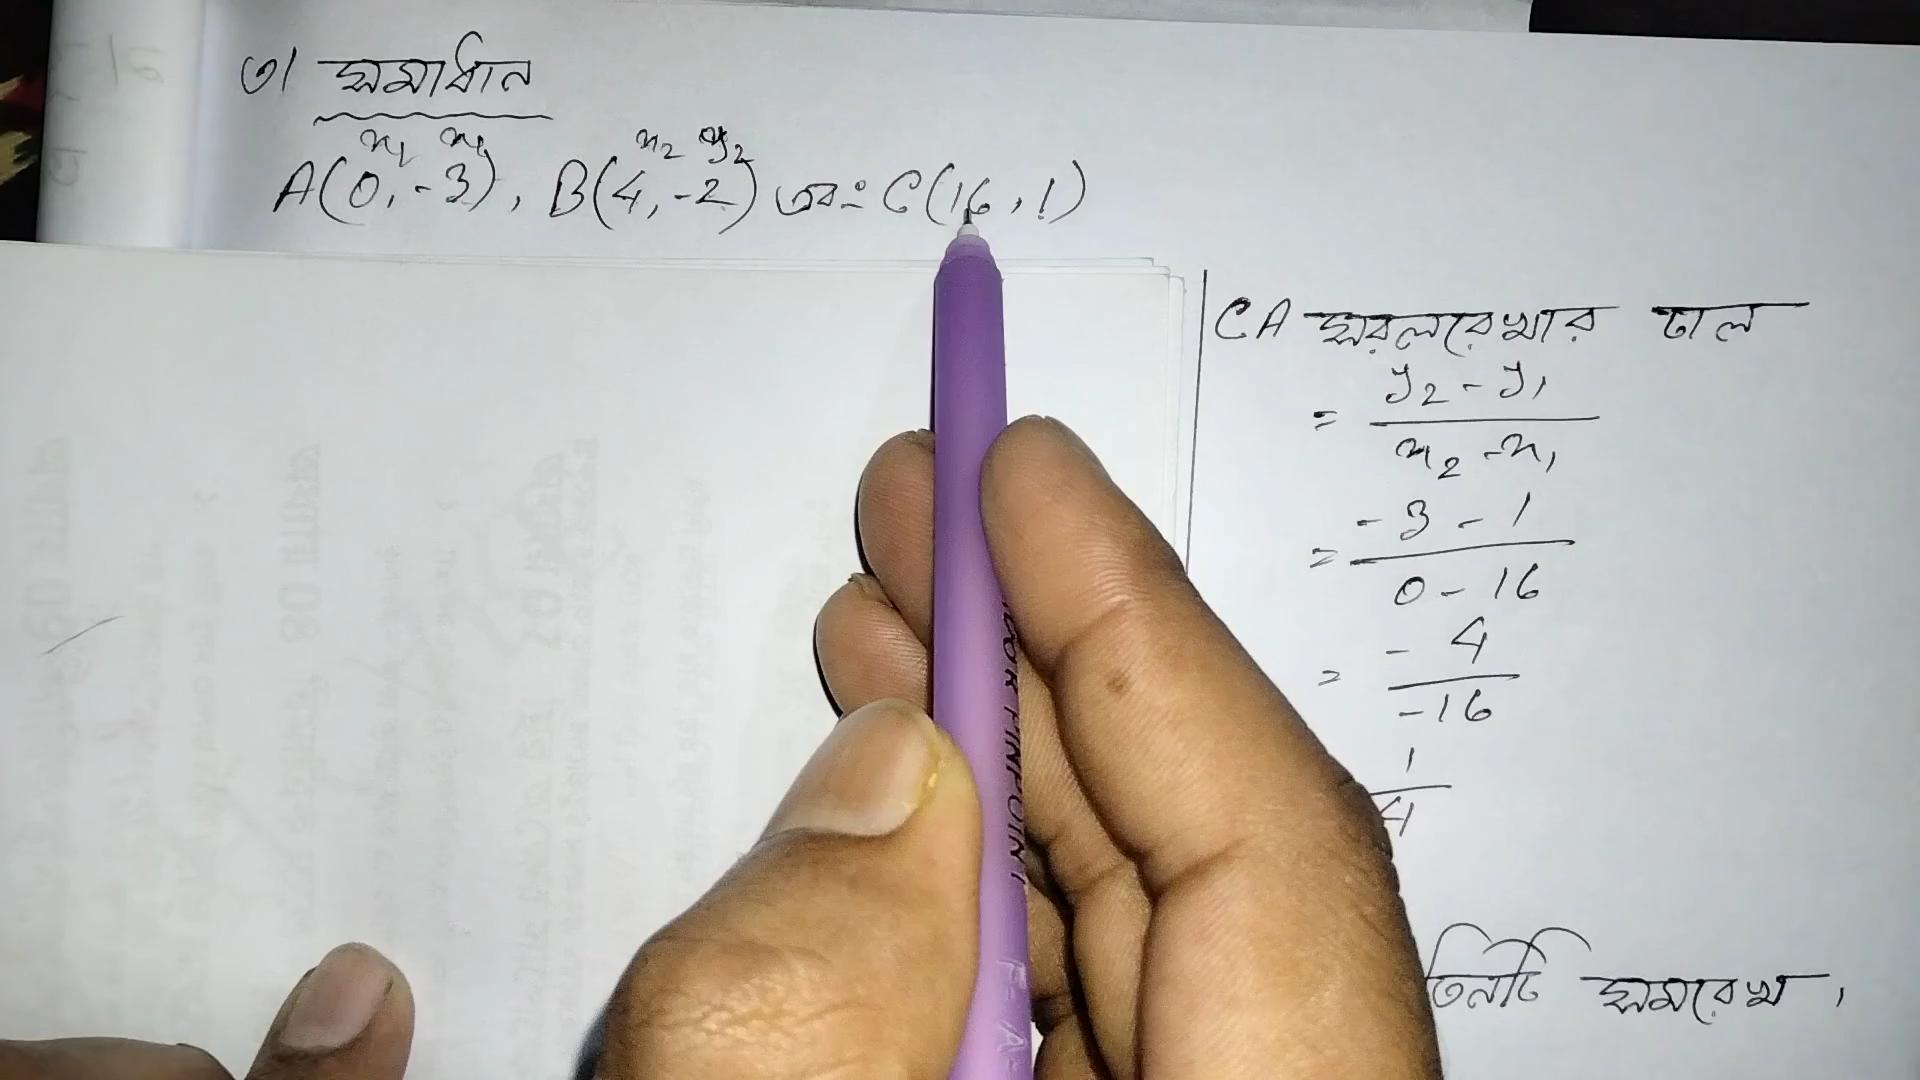 ৩। সমাধান
x₁ x₁ x₂ y₂
A(0, -3), B(4, -2) এবং C(16, 1)
CA সরলরেখার ঢাল
= y₂ - y₁ / x₂ - x₁
= -3 - 1 / 0 - 16
= -4 / -16
1 / 4
তিনটি সমরেখ।